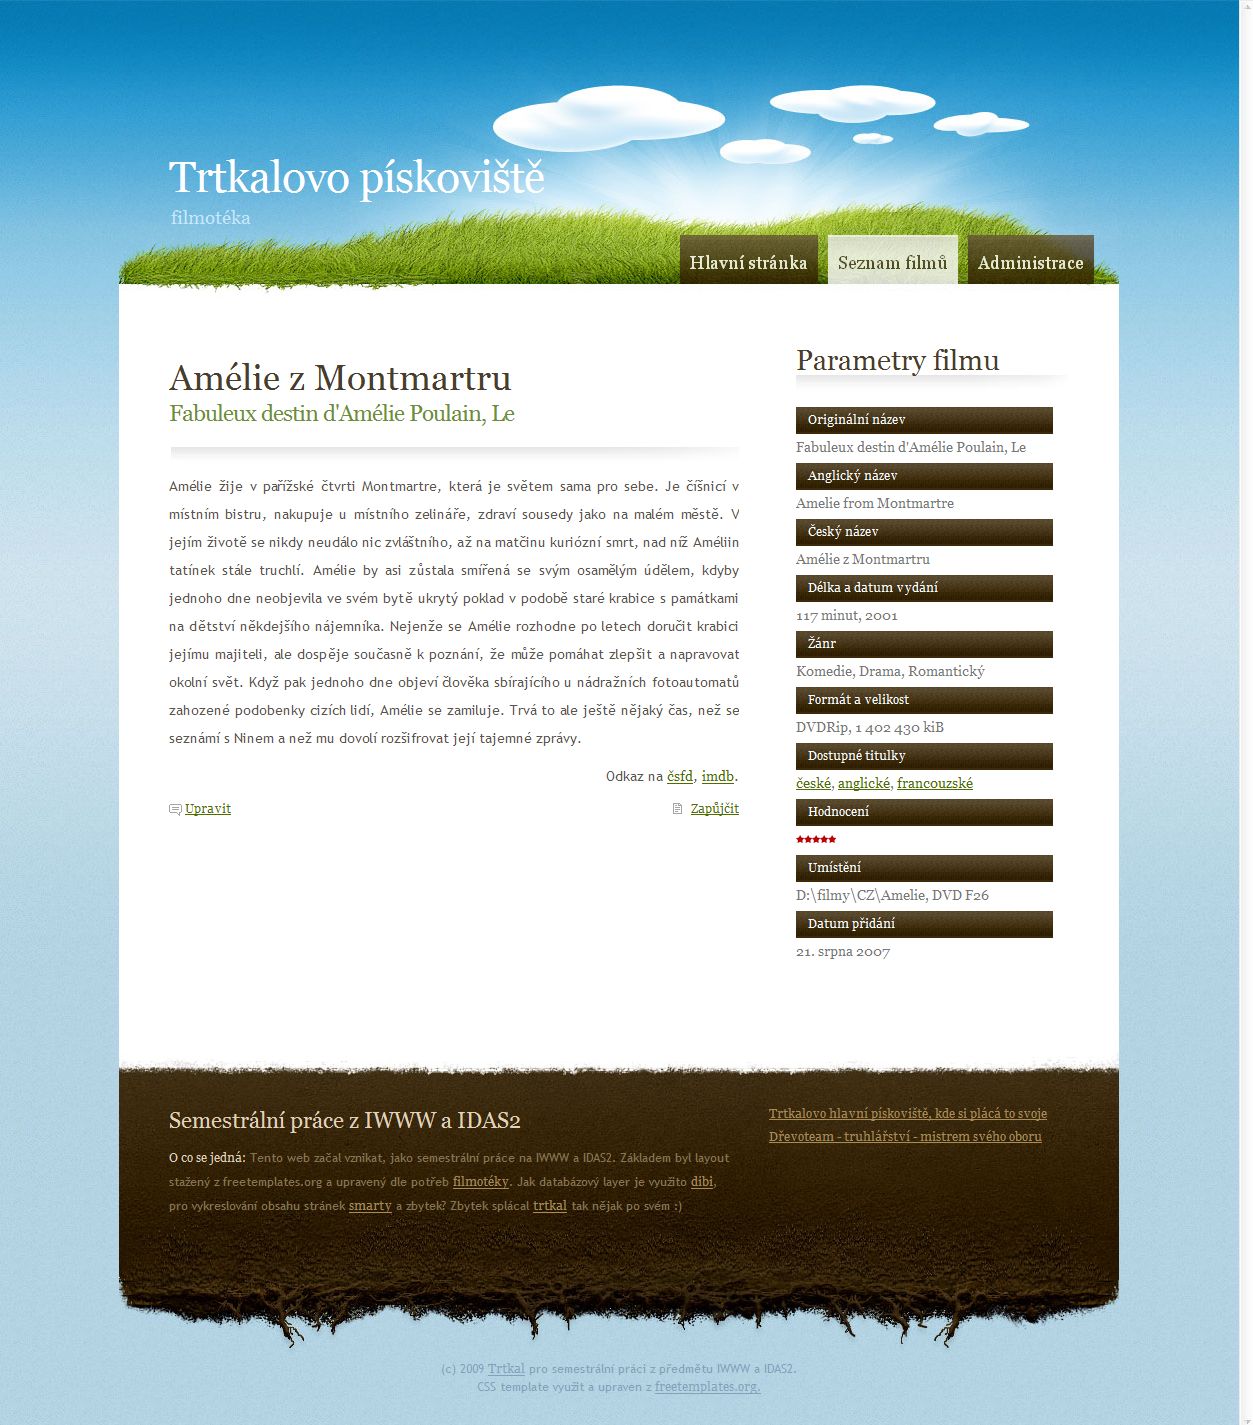 Trtkalovo pískoviště
filmotéka
Hlavní stránka
Seznam filmů
Administrace
Amélie z Montmartru
Fabuleux destin d'Amélie Poulain, Le
Amélie žije v pařížské čtvrti Montmartre, která je světem sama pro sebe. Je číšnicí v
místním bistru, nakupuje u místního zelináře, zdraví sousedy jako na malém městě. V
jejím životě se nikdy neudálo nic zvláštního, až na matčinu kuriózní smrt, nad níž Améliin
tatínek stále truchlí. Amélie by asi zůstala smířená se svým osamělým údělem, kdyby
jednoho dne neobjevila ve svém bytě ukrytý poklad v podobě staré krabice s památkami
na dětství někdejšího nájemníka. Nejenže se Amélie rozhodne po letech doručit krabici
jejímu majiteli, ale dospěje současně k poznání, že může pomáhat zlepšit a napravovat
okolní svět. Když pak jednoho dne objeví člověka sbírajícího u nádražních fotoautomatů
zahozené podobenky cizích lidí, Amélie se zamiluje. Trvá to ale ještě nějaký čas, než se
seznámí s Ninem a než mu dovolí rozšifrovat její tajemné zprávy.
Odkaz na čsfd, imdb.
Upravit
Zapůjčit
Parametry filmu
Originální název
Fabuleux destin d'Amélie Poulain, Le
Anglický název
Amelie from Montmartre
Český název
Amélie z Montmartru
Délka a datum vydání
117 minut, 2001
Žánr
Komedie, Drama, Romantický
Formát a velikost
DVDRip, 1 402 430 kiB
Dostupné titulky
české, anglické, francouzské
Hodnocení
★★★★★
Umístění
D:\filmy\CZ\Amelie, DVD F26
Datum přidání
21. srpna 2007
Semestrální práce z IWWW a IDAS2
O co se jedná: Tento web začal vznikat, jako semestrální práce na IWWW a IDAS2. Základem byl layout
stažený z freetemplates.org a upravený dle potřeb filmotéky. Jak databázový layer je využito dibi,
pro vykreslování obsahu stránek smarty a zbytek? Zbytek splácal trtkal tak nějak po svém :)
Trtkalovo hlavní pískoviště, kde si plácá to svoje
Dřevoteam - truhlářství - mistrem svého oboru
(c) 2009 Trtkal pro semestrální práci z předmětu IWWW a IDAS2.
CSS template využit a upraven z freetemplates.org.